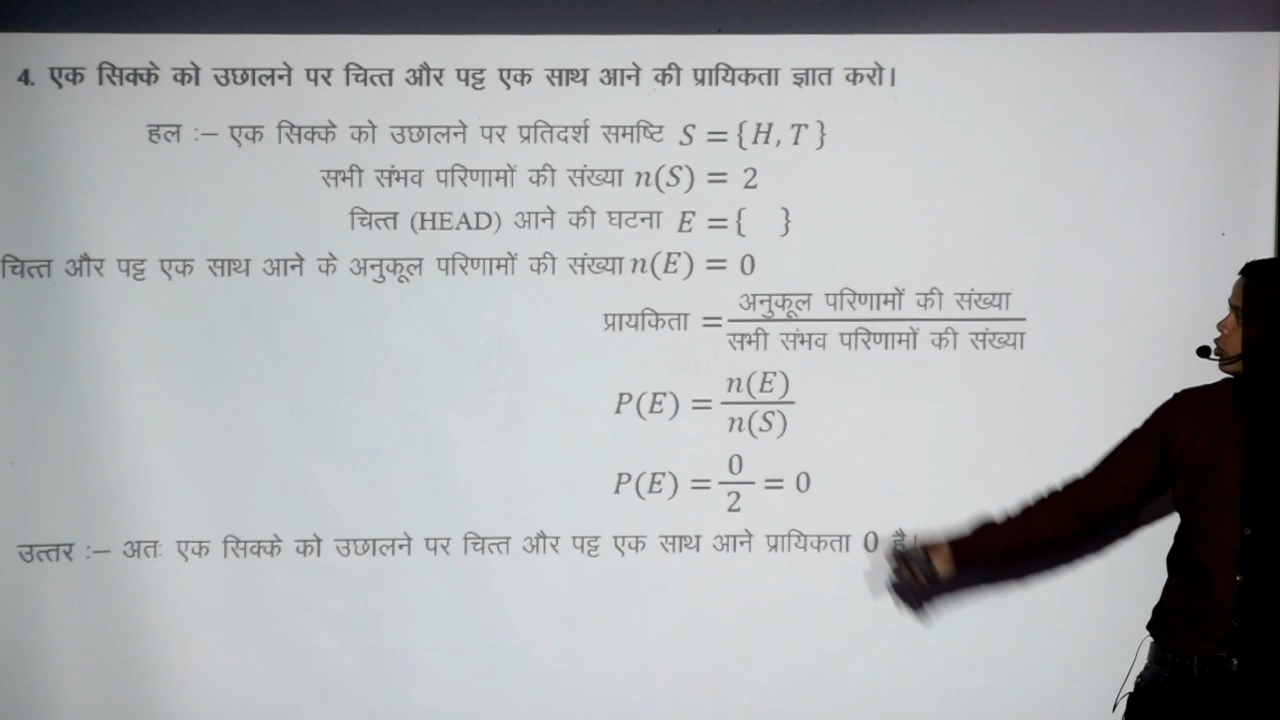 4. एक सिक्के को उछालने पर चित्त और पट्ट एक साथ आने की प्रायिकता ज्ञात करो।
हल :– एक सिक्के को उछालने पर प्रतिदर्श समष्टि S = {H, T }
सभी संभव परिणामों की संख्या n(S) = 2
चित्त (HEAD) आने की घटना E = { }
चित्त और पट्ट एक साथ आने के अनुकूल परिणामों की संख्या n(E) = 0
प्रायकिता = अनुकूल परिणामों की संख्या / सभी संभव परिणामों की संख्या
P(E) = n(E) / n(S)
P(E) = 0 / 2 = 0
उत्तर :– अतः एक सिक्के को उछालने पर चित्त और पट्ट एक साथ आने प्रायिकता 0 है।